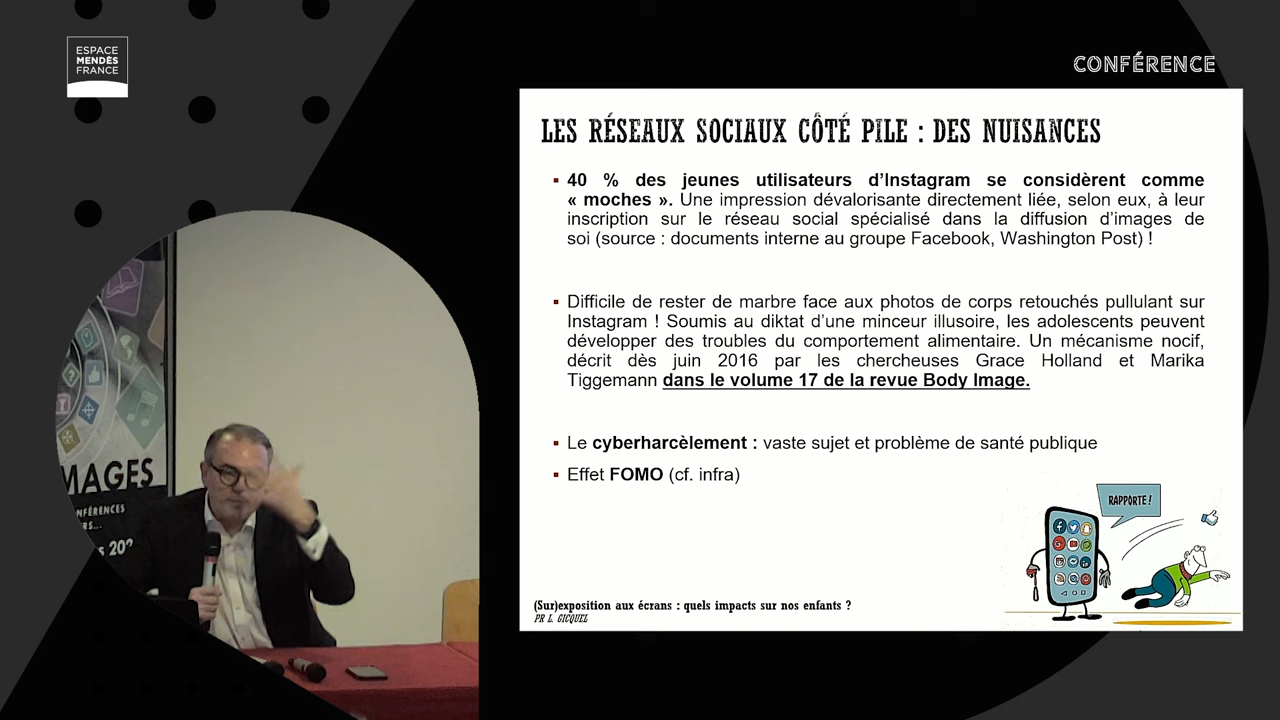 ESPACE
MENDÈS
FRANCE
CONFÉRENCE
LES RÉSEAUX SOCIAUX CÔTÉ PILE : DES NUISANCES
40 % des jeunes utilisateurs d’Instagram se considèrent comme
« moches ». Une impression dévalorisante directement liée, selon eux, à leur
inscription sur le réseau social spécialisé dans la diffusion d’images de
soi (source : documents interne au groupe Facebook, Washington Post) !
Difficile de rester de marbre face aux photos de corps retouchés pullulant sur
Instagram ! Soumis au diktat d’une minceur illusoire, les adolescents peuvent
développer des troubles du comportement alimentaire. Un mécanisme nocif,
décrit dès juin 2016 par les chercheuses Grace Holland et Marika
Tiggemann dans le volume 17 de la revue Body Image.
Le cyberharcèlement : vaste sujet et problème de santé publique
Effet FOMO (cf. infra)
RAPPORTE !
(Sur)exposition aux écrans : quels impacts sur nos enfants ?
PR L. GICQUEL
MAGES
NFÉRENCES
RS...
s 202